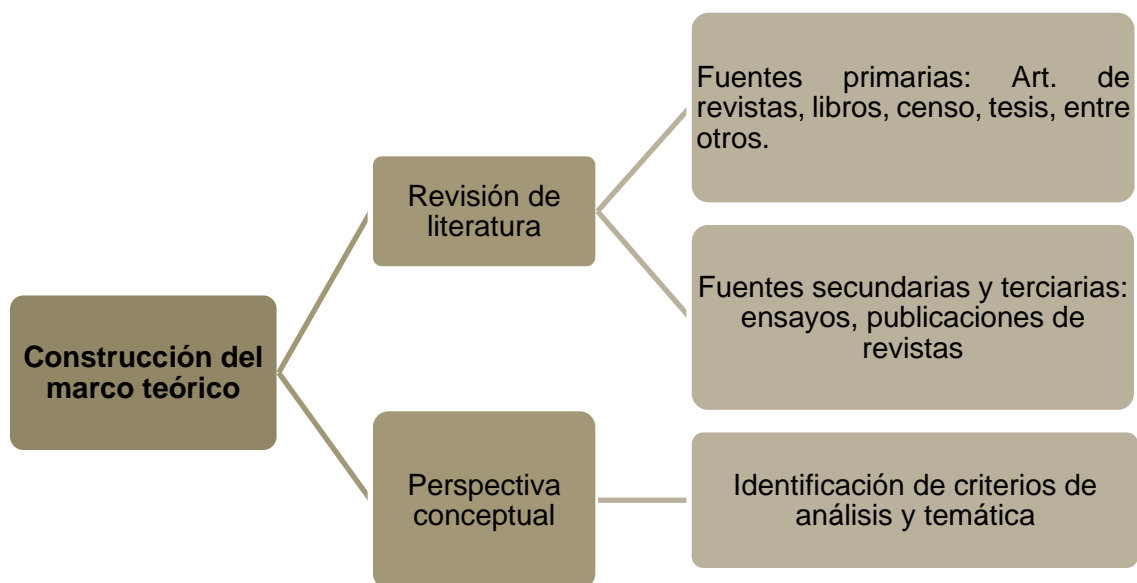 Fuentes primarias: Art. de
revistas, libros, censo, tesis, entre
otros.
Revisión de
literatura
Fuentes secundarias y terciarias:
ensayos, publicaciones de
revistas
Construcción del
marco teórico
Perspectiva
conceptual
Identificación de criterios de
análisis y temática